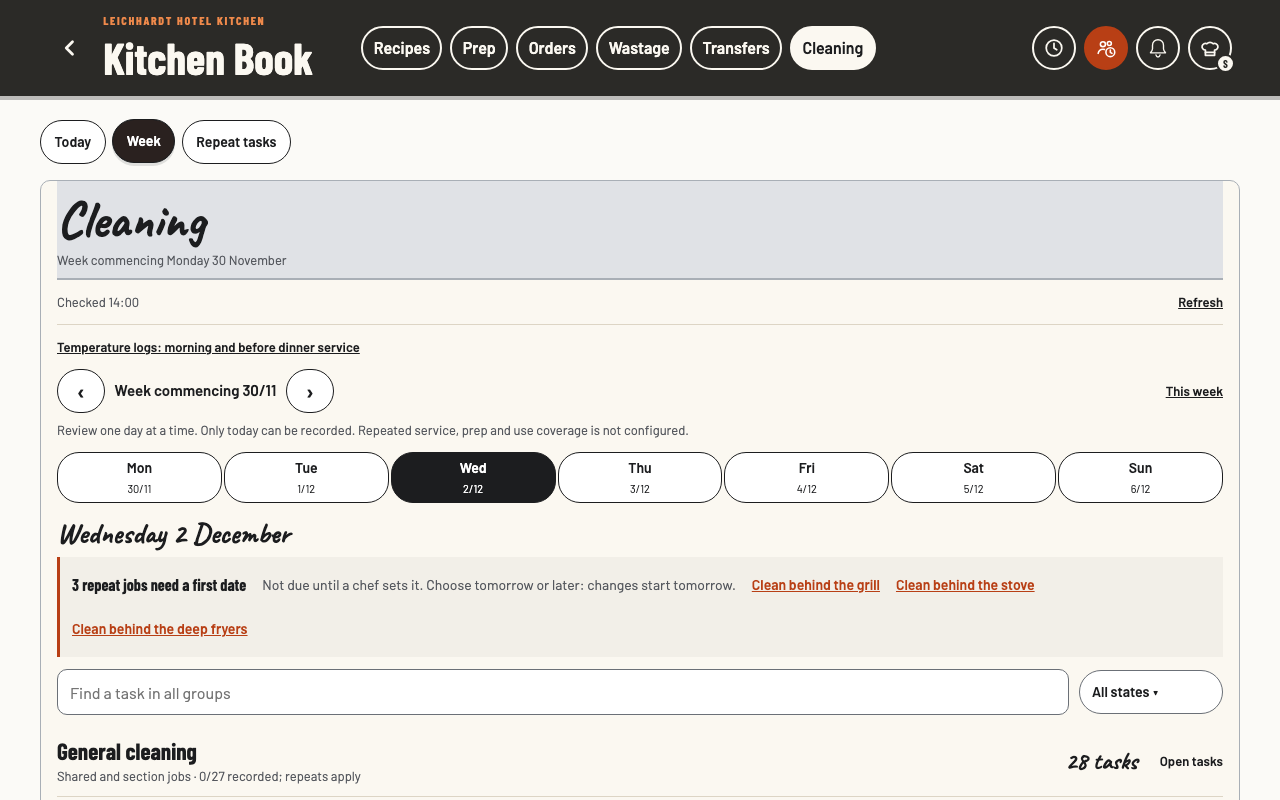 LEICHHARDT HOTEL KITCHEN
Kitchen Book
Recipes Prep Orders Wastage Transfers Cleaning
$
Today Week Repeat tasks
Cleaning
Week commencing Monday 30 November
Checked 14:00 Refresh
Temperature logs: morning and before dinner service
‹ Week commencing 30/11 › This week
Review one day at a time. Only today can be recorded. Repeated service, prep and use coverage is not configured.
Mon Tue Wed Thu Fri Sat Sun
30/11 1/12 2/12 3/12 4/12 5/12 6/12
Wednesday 2 December
3 repeat jobs need a first date Not due until a chef sets it. Choose tomorrow or later: changes start tomorrow. Clean behind the grill Clean behind the stove
Clean behind the deep fryers
Find a task in all groups All states ▾
General cleaning 28 tasks Open tasks
Shared and section jobs · 0/27 recorded; repeats apply